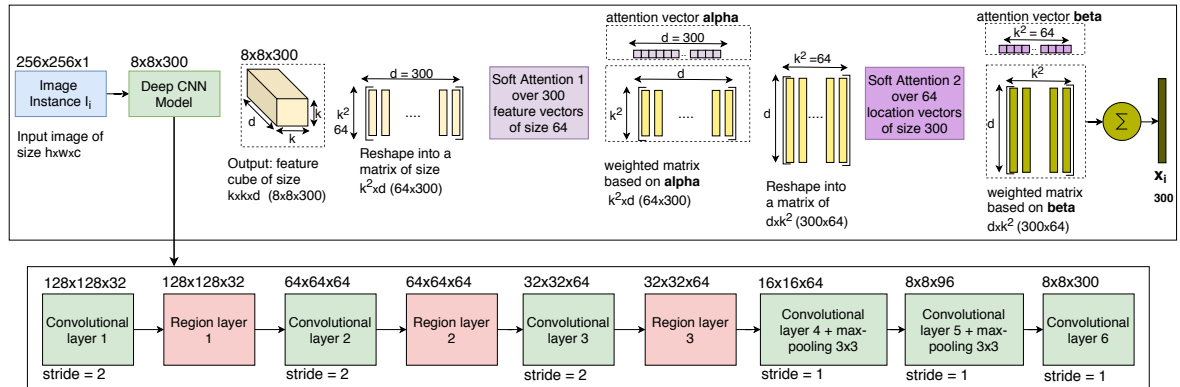 256x256x1
Image
Instance Iᵢ
Input image of
size hxwxc
8x8x300
Deep CNN
Model
8x8x300
d
k
k
Output: feature
cube of size
kxkxd (8x8x300)
d = 300
k²
64
....
Reshape into a
matrix of size
k²xd (64x300)
Soft Attention 1
over 300
feature vectors
of size 64
attention vector alpha
d = 300
...
d
k²
....
weighted matrix
based on alpha
k²xd (64x300)
k² =64
d
....
Reshape into
a matrix of
dxk² (300x64)
Soft Attention 2
over 64
location vectors
of size 300
attention vector beta
k² = 64
...
k²
d
....
weighted matrix
based on beta
dxk² (300x64)
Σ
xᵢ
300
128x128x32
Convolutional
layer 1
stride = 2
128x128x32
Region layer
1
64x64x64
Convolutional
layer 2
stride = 2
64x64x64
Region layer
2
32x32x64
Convolutional
layer 3
stride = 2
32x32x64
Region layer
3
16x16x64
Convolutional
layer 4 + max-
pooling 3x3
stride = 1
8x8x96
Convolutional
layer 5 + max-
pooling 3x3
stride = 1
8x8x300
Convolutional
layer 6
stride = 1